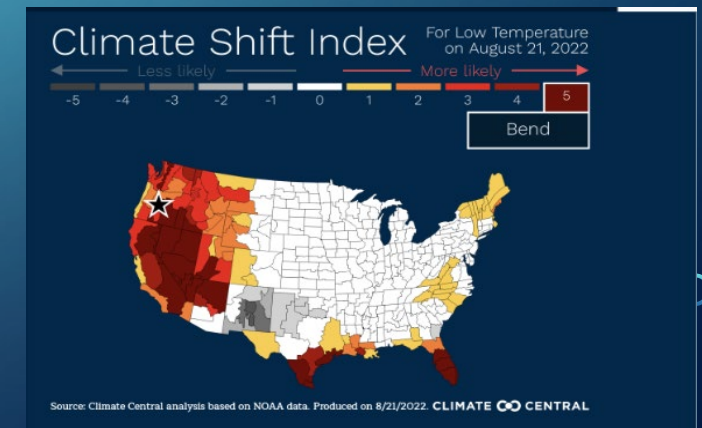 Climate Shift Index
For Low Temperature
on August 21, 2022
Less likely
More likely
-5 -4 -3 -2 -1 0 1 2 3 4 5
Bend
Source: Climate Central analysis based on NOAA data. Produced on 8/21/2022. CLIMATE CENTRAL